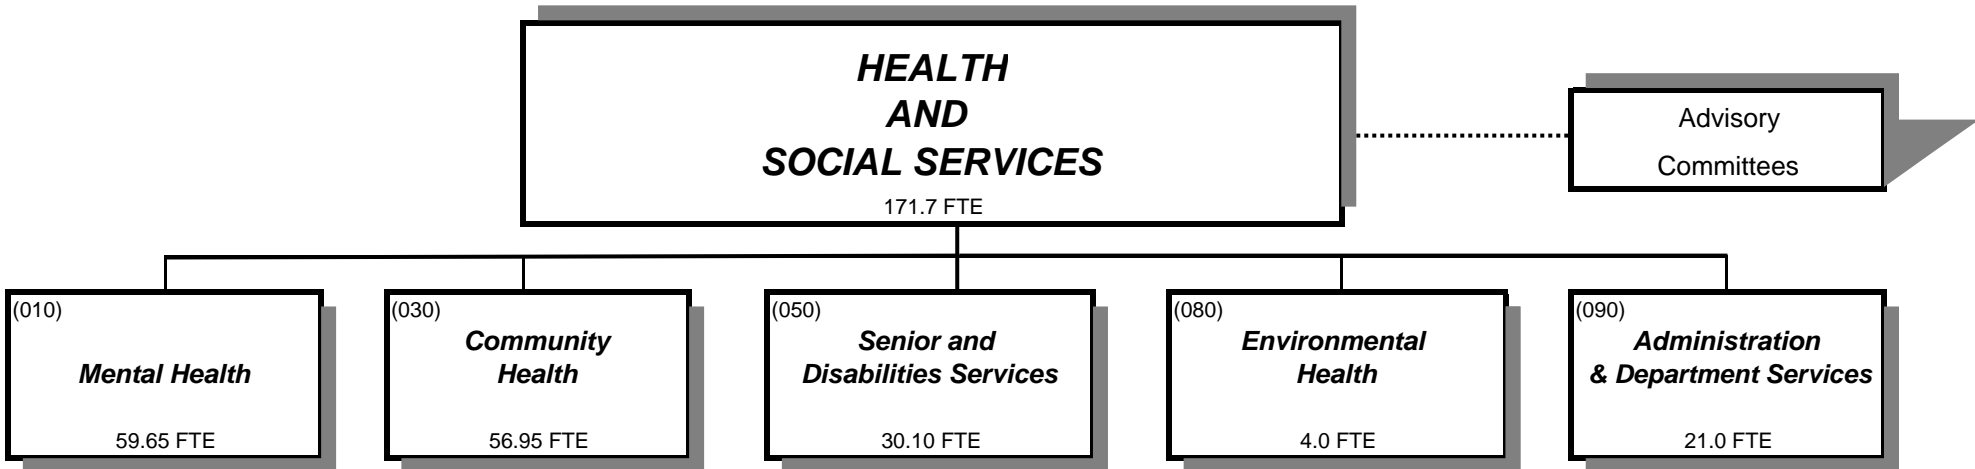 HEALTH
AND
SOCIAL SERVICES
171.7 FTE
Advisory
Committees
(010)
Mental Health
59.65 FTE
(030)
Community
Health
56.95 FTE
(050)
Senior and
Disabilities Services
30.10 FTE
(080)
Environmental
Health
4.0 FTE
(090)
Administration
& Department Services
21.0 FTE